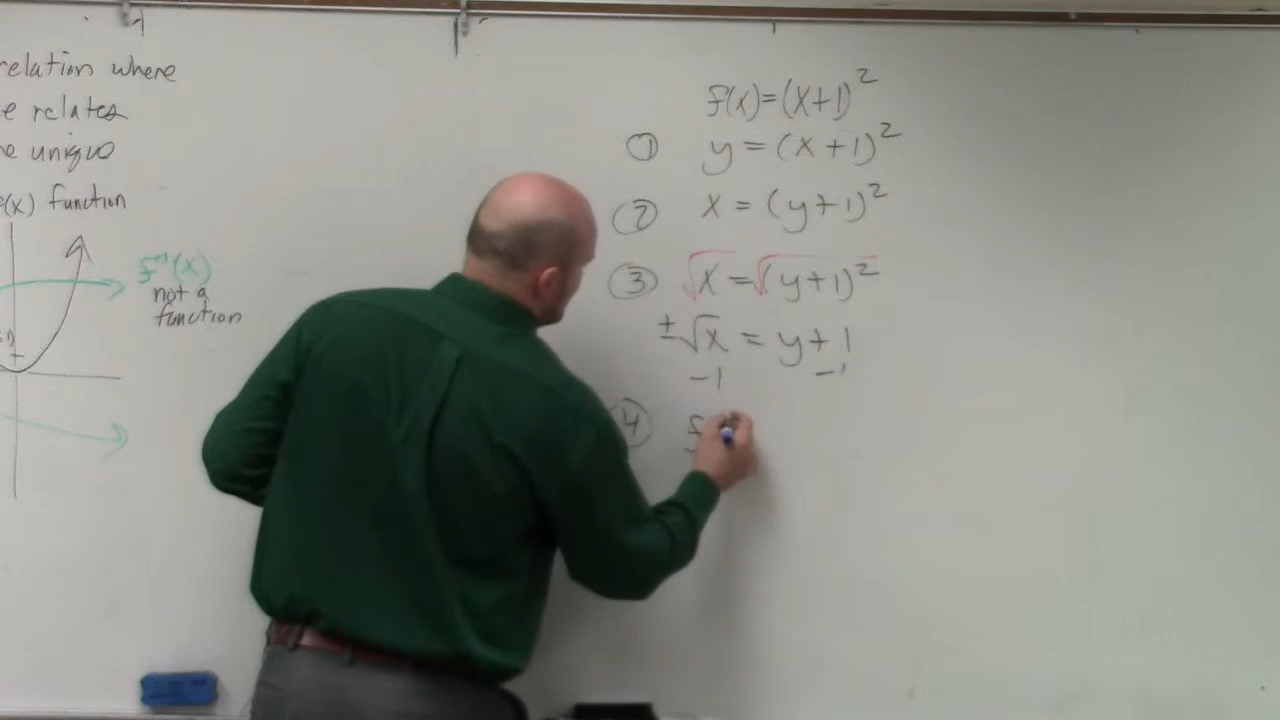 relation where
e relates
e unique
(x) function
f⁻¹(x)
not a
function
f(x)=(x+1)²
① y = (x+1)²
② x = (y+1)²
③ √x = √(y+1)²
±√x = y+1
-1 -1
④ f